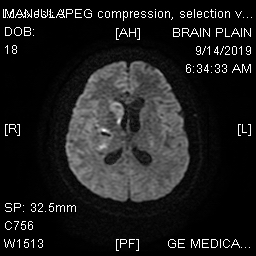 MANUSA JPEG compression, selection v...
DOB:
[AH]
BRAIN PLAIN
18
9/14/2019
6:34:33 AM
[R]
[L]
SP: 32.5mm
C756
W1513
[PF]
GE MEDICA...